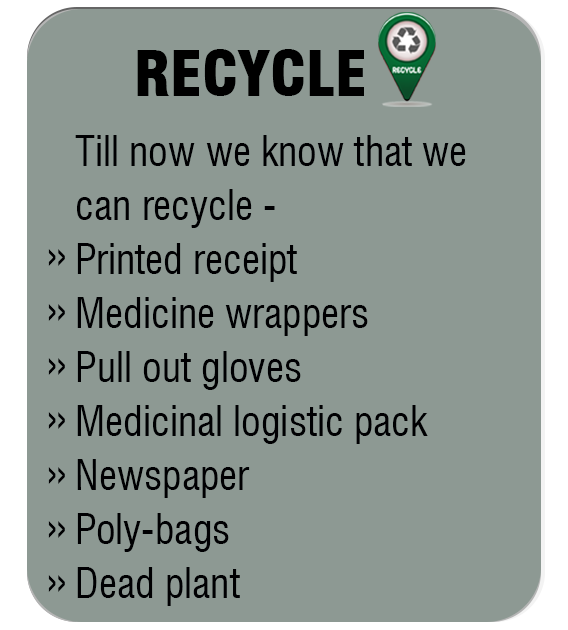 RECYCLE
RECYCLE
Till now we know that we
can recycle -
›› Printed receipt
›› Medicine wrappers
›› Pull out gloves
›› Medicinal logistic pack
›› Newspaper
›› Poly-bags
›› Dead plant